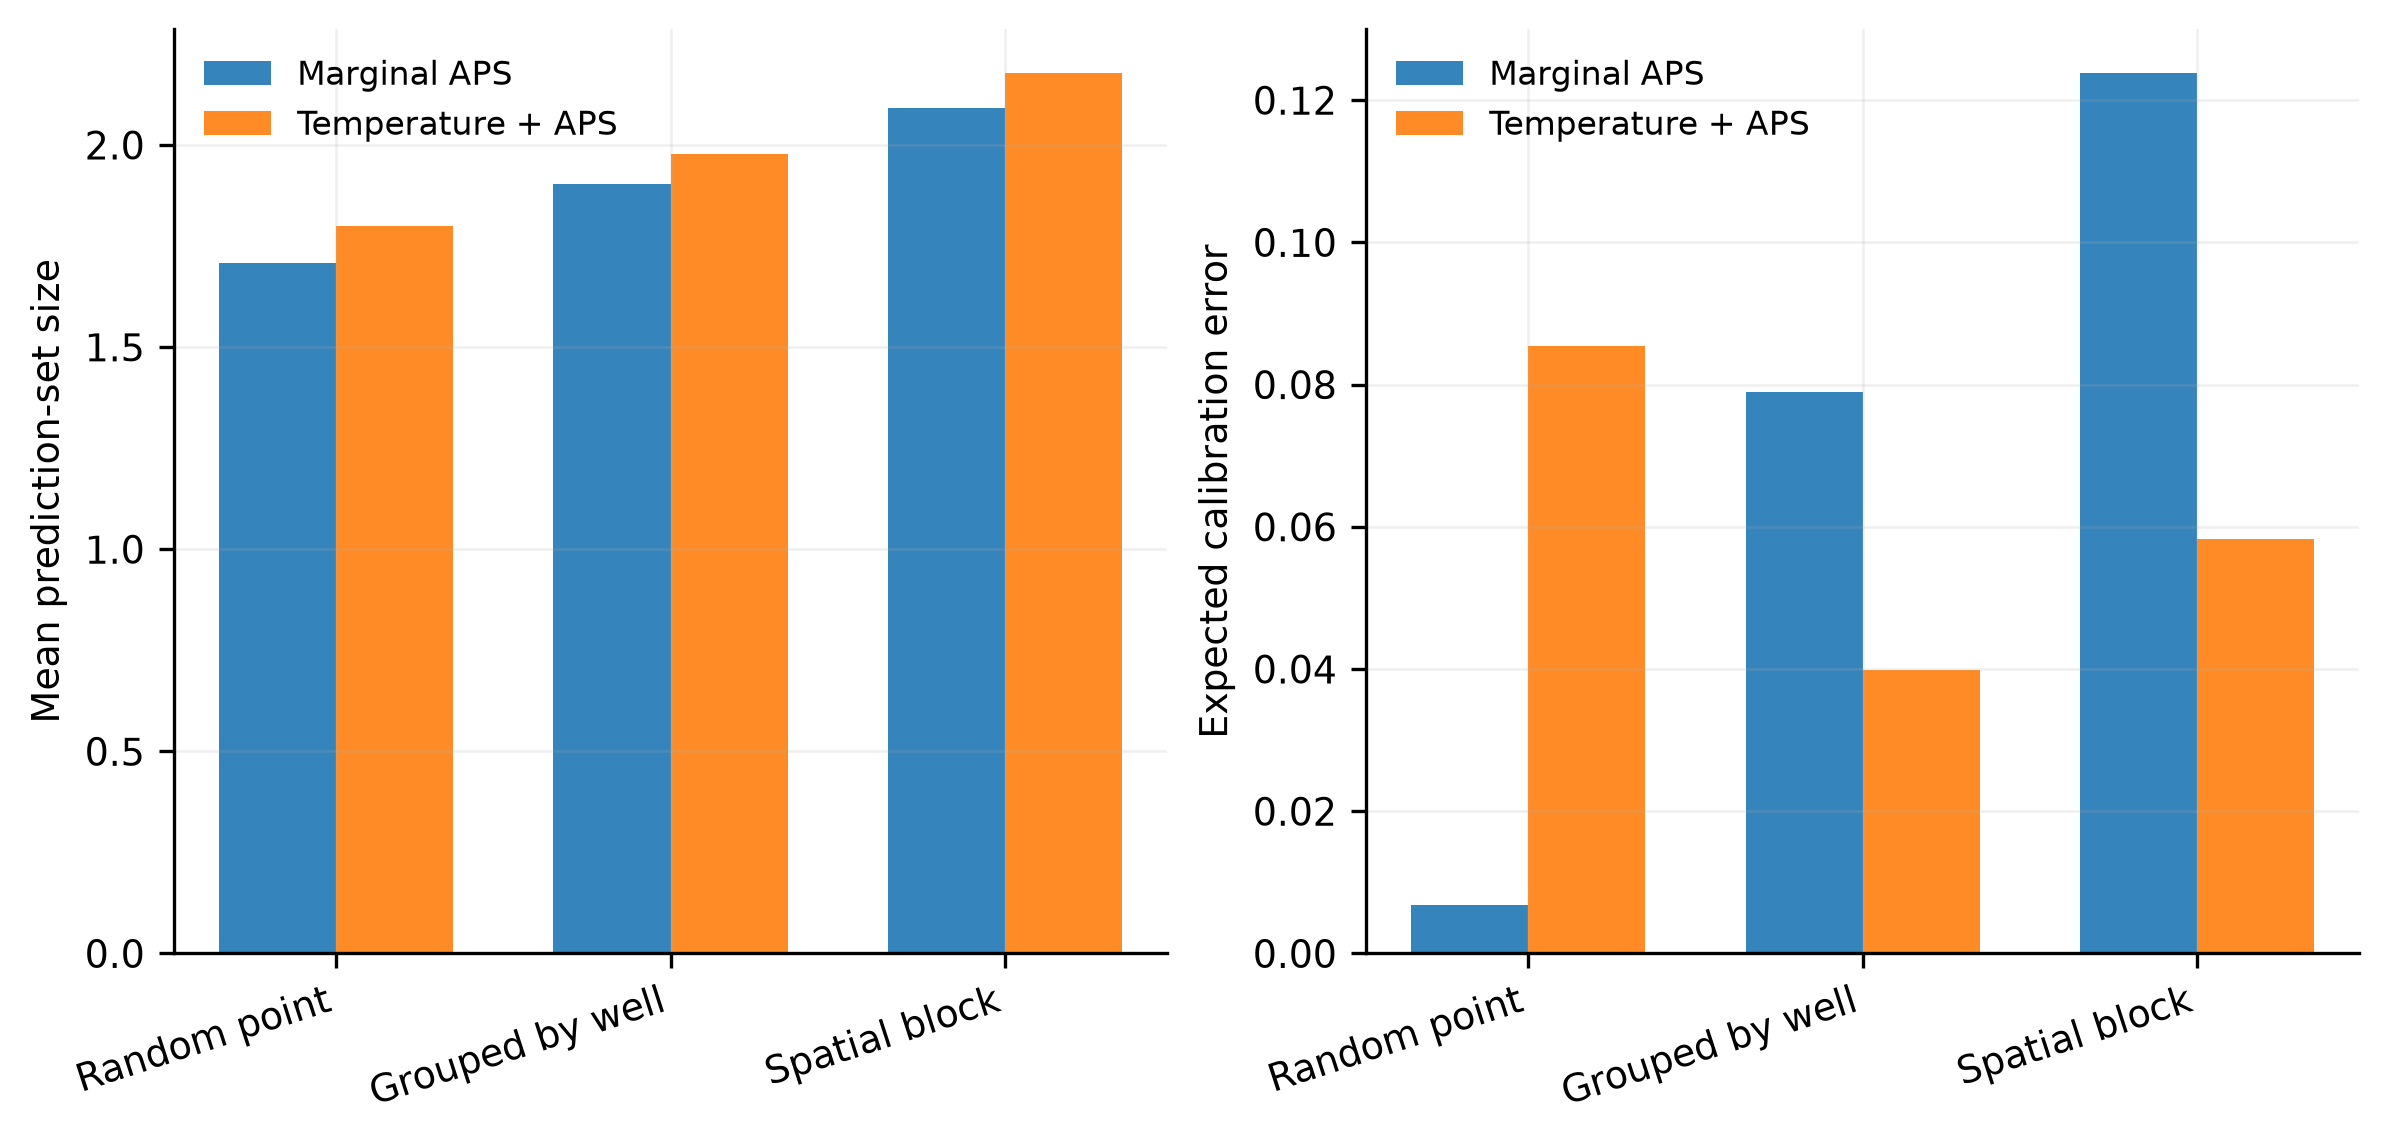 Marginal APS
Temperature + APS
Mean prediction-set size
2.0
1.5
1.0
0.5
0.0
Random point
Grouped by well
Spatial block
Marginal APS
Temperature + APS
Expected calibration error
0.12
0.10
0.08
0.06
0.04
0.02
0.00
Random point
Grouped by well
Spatial block